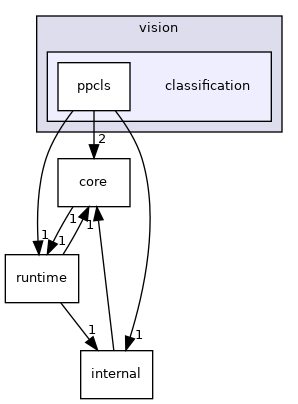 vision
ppcls
classification
2
core
1
1
1
1
runtime
1
1
internal